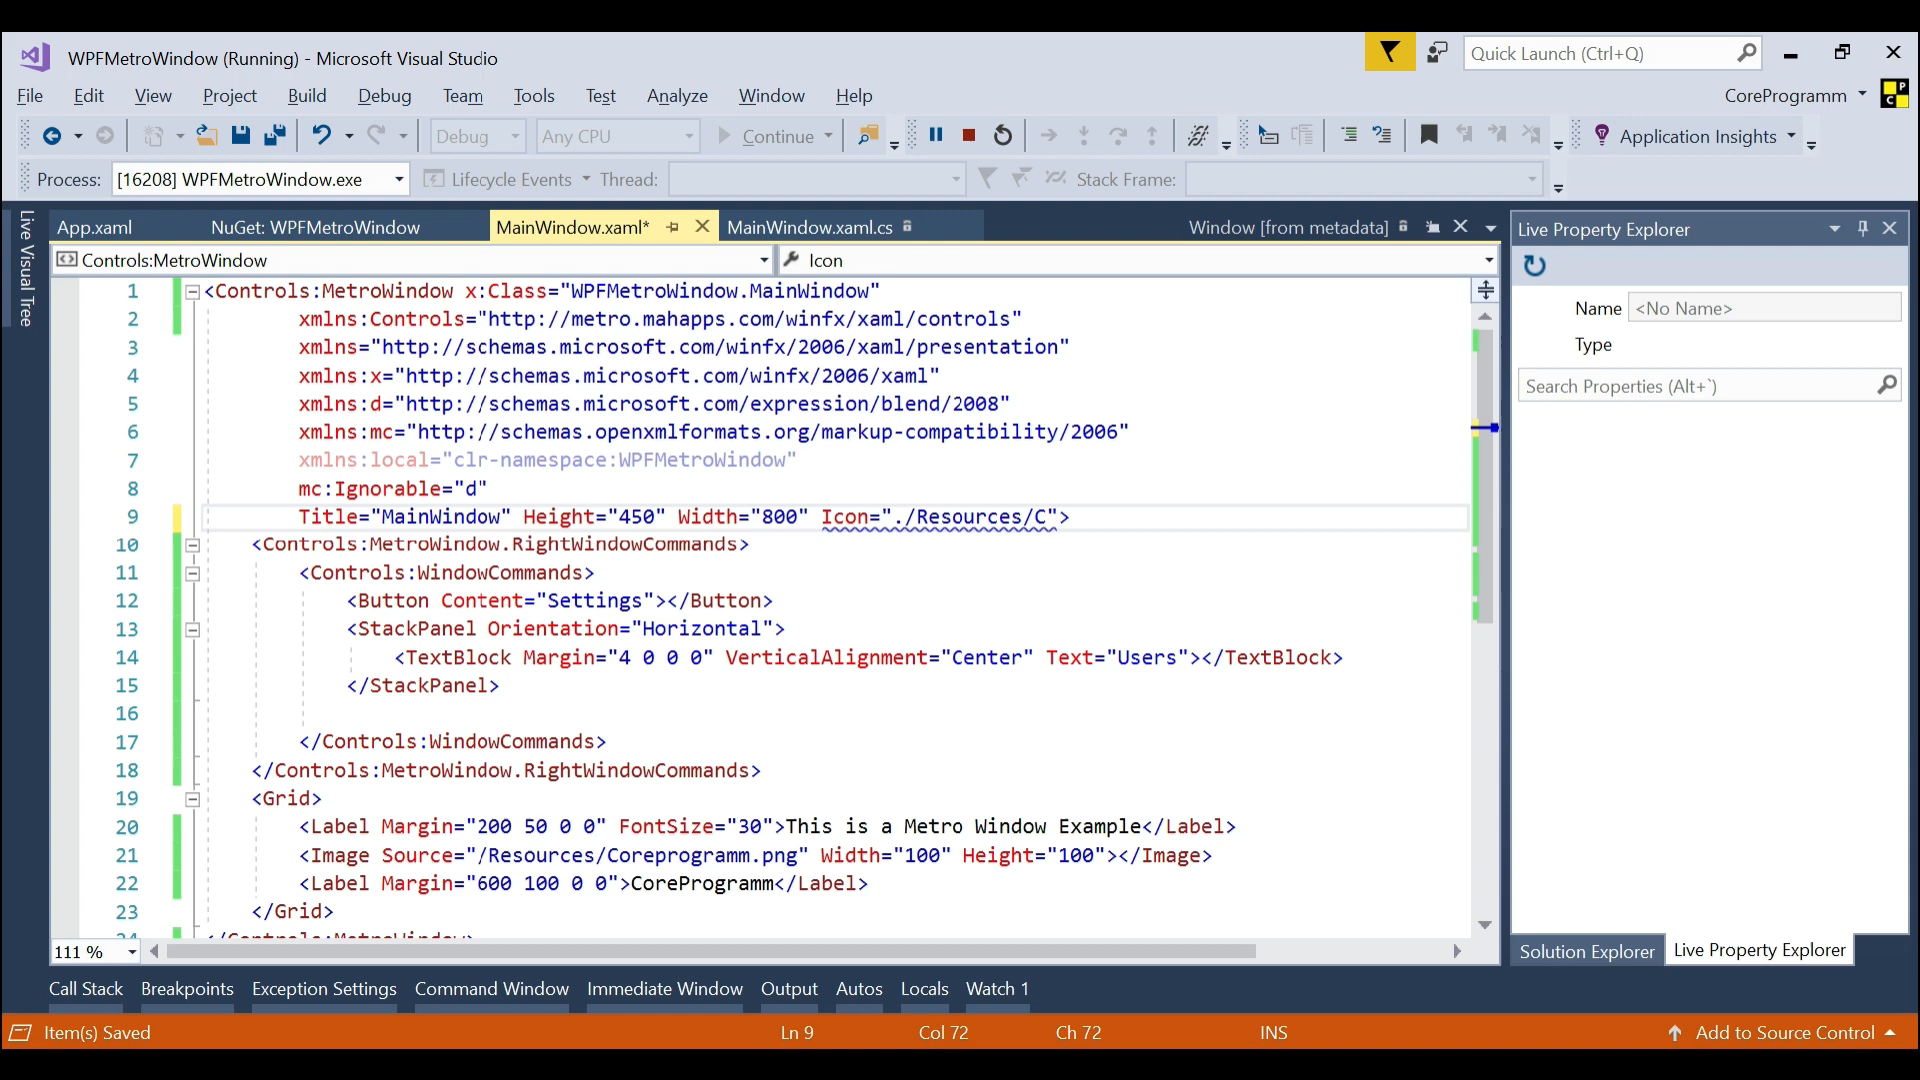 WPFMetroWindow (Running) - Microsoft Visual Studio
Quick Launch (Ctrl+Q)
File Edit View Project Build Debug Team Tools Test Analyze Window Help
CoreProgramm
Debug Any CPU Continue Application Insights
Process: [16208] WPFMetroWindow.exe Lifecycle Events Thread: Stack Frame:
Live Visual Tree
App.xaml NuGet: WPFMetroWindow MainWindow.xaml* MainWindow.xaml.cs Window [from metadata]
Controls:MetroWindow Icon
1 <Controls:MetroWindow x:Class="WPFMetroWindow.MainWindow"
2 xmlns:Controls="http://metro.mahapps.com/winfx/xaml/controls"
3 xmlns="http://schemas.microsoft.com/winfx/2006/xaml/presentation"
4 xmlns:x="http://schemas.microsoft.com/winfx/2006/xaml"
5 xmlns:d="http://schemas.microsoft.com/expression/blend/2008"
6 xmlns:mc="http://schemas.openxmlformats.org/markup-compatibility/2006"
7 xmlns:local="clr-namespace:WPFMetroWindow"
8 mc:Ignorable="d"
9 Title="MainWindow" Height="450" Width="800" Icon="./Resources/C">
10 <Controls:MetroWindow.RightWindowCommands>
11 <Controls:WindowCommands>
12 <Button Content="Settings"></Button>
13 <StackPanel Orientation="Horizontal">
14 <TextBlock Margin="4 0 0 0" VerticalAlignment="Center" Text="Users"></TextBlock>
15 </StackPanel>
16
17 </Controls:WindowCommands>
18 </Controls:MetroWindow.RightWindowCommands>
19 <Grid>
20 <Label Margin="200 50 0 0" FontSize="30">This is a Metro Window Example</Label>
21 <Image Source="/Resources/Coreprogramm.png" Width="100" Height="100"></Image>
22 <Label Margin="600 100 0 0">CoreProgramm</Label>
23 </Grid>
24 </Controls:MetroWindow>
111 %
Live Property Explorer
Name <No Name>
Type
Search Properties (Alt+`)
Solution Explorer Live Property Explorer
Call Stack Breakpoints Exception Settings Command Window Immediate Window Output Autos Locals Watch 1
Item(s) Saved Ln 9 Col 72 Ch 72 INS Add to Source Control